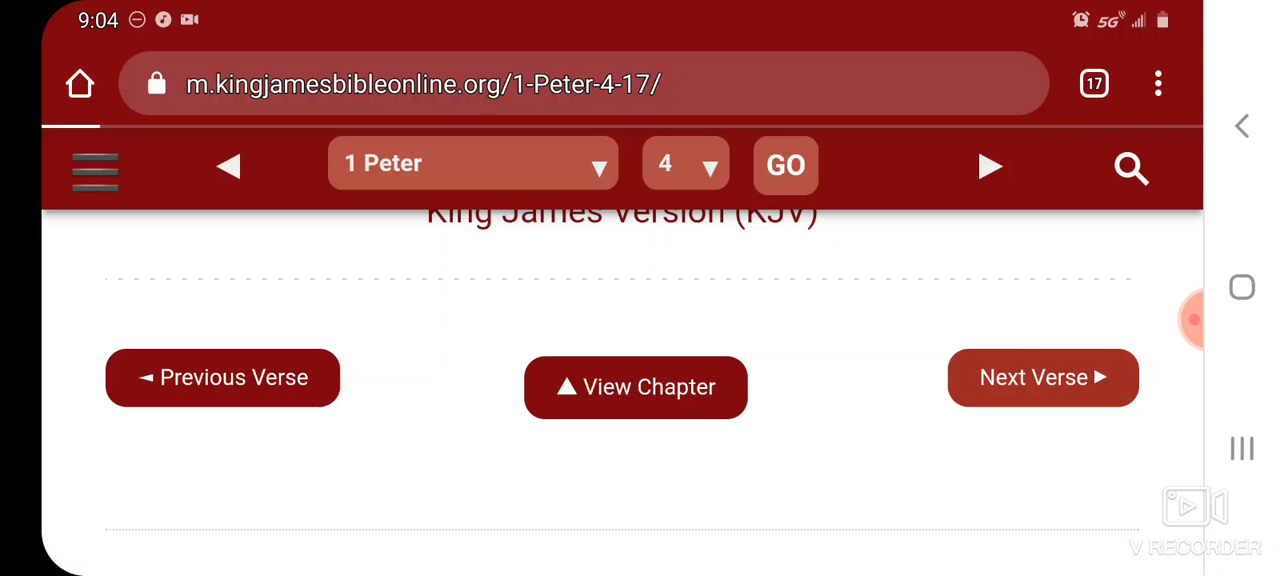 9:04 5G
m.kingjamesbibleonline.org/1-Peter-4-17/ 17
◀ 1 Peter ▼ 4 ▼ GO ▶
King James Version (KJV)
◄ Previous Verse ▲ View Chapter Next Verse ►
V RECORDER